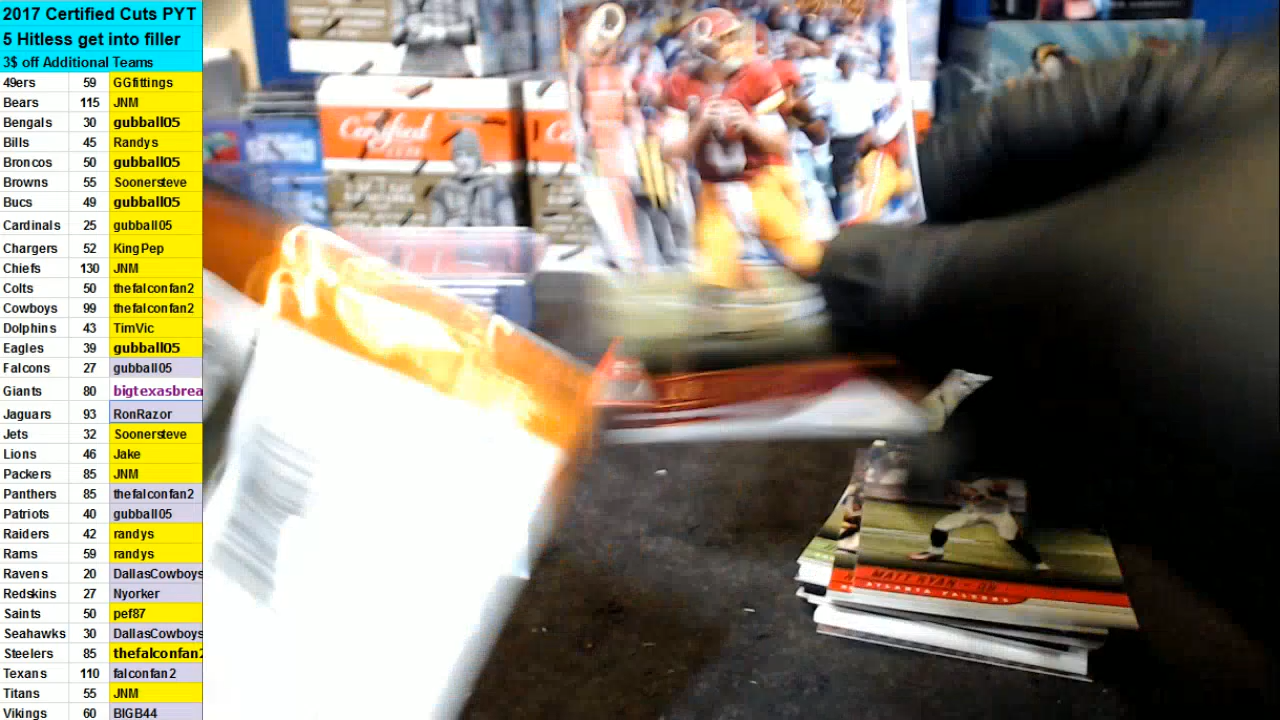 2017 Certified Cuts PYT
5 Hitless get into filler
3$ off Additional Teams
49ers 59 GGfittings
Bears 115 JNM
Bengals 30 gubball05
Bills 45 Randys
Broncos 50 gubball05
Browns 55 Soonersteve
Bucs 49 gubball05
Cardinals 25 gubball05
Chargers 52 KingPep
Chiefs 130 JNM
Colts 50 thefalconfan2
Cowboys 99 thefalconfan2
Dolphins 43 TimVic
Eagles 39 gubball05
Falcons 27 gubball05
Giants 80 bigtexasbrea
Jaguars 93 RonRazor
Jets 32 Soonersteve
Lions 46 Jake
Packers 85 JNM
Panthers 85 thefalconfan2
Patriots 40 gubball05
Raiders 42 randys
Rams 59 randys
Ravens 20 DallasCowboys
Redskins 27 Nyorker
Saints 50 pef87
Seahawks 30 DallasCowboys
Steelers 85 thefalconfan2
Texans 110 falconfan2
Titans 55 JNM
Vikings 60 BIGB44
Certified
MATT RYAN - QB
ATLANTA FALCONS